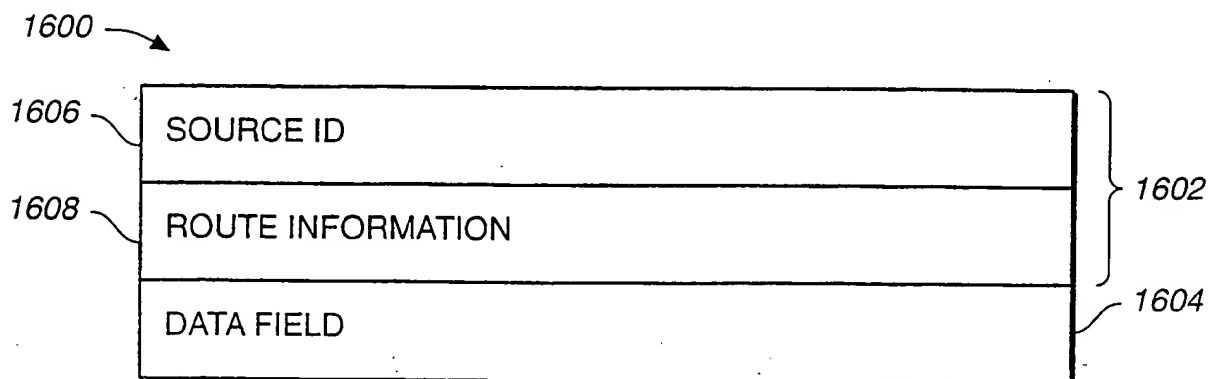 1600
1606
SOURCE ID
1602
1608
ROUTE INFORMATION
1604
DATA FIELD